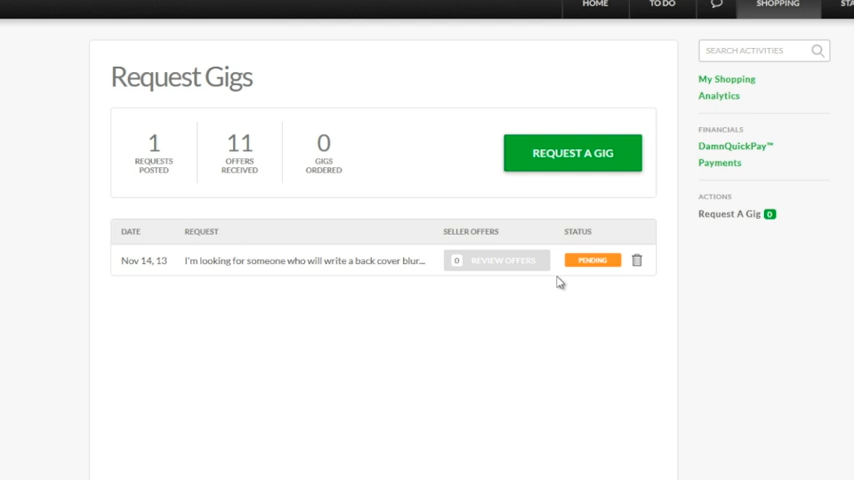 HOME TO DO SHOPPING
Request Gigs
1 11 0
REQUESTS OFFERS GIGS
POSTED RECEIVED ORDERED
REQUEST A GIG
DATE REQUEST SELLER OFFERS STATUS
Nov 14, 13 I'm looking for someone who will write a back cover blur... 0 REVIEW OFFERS PENDING
SEARCH ACTIVITIES
My Shopping
Analytics
FINANCIALS
DamnQuickPay™
Payments
ACTIONS
Request A Gig 0